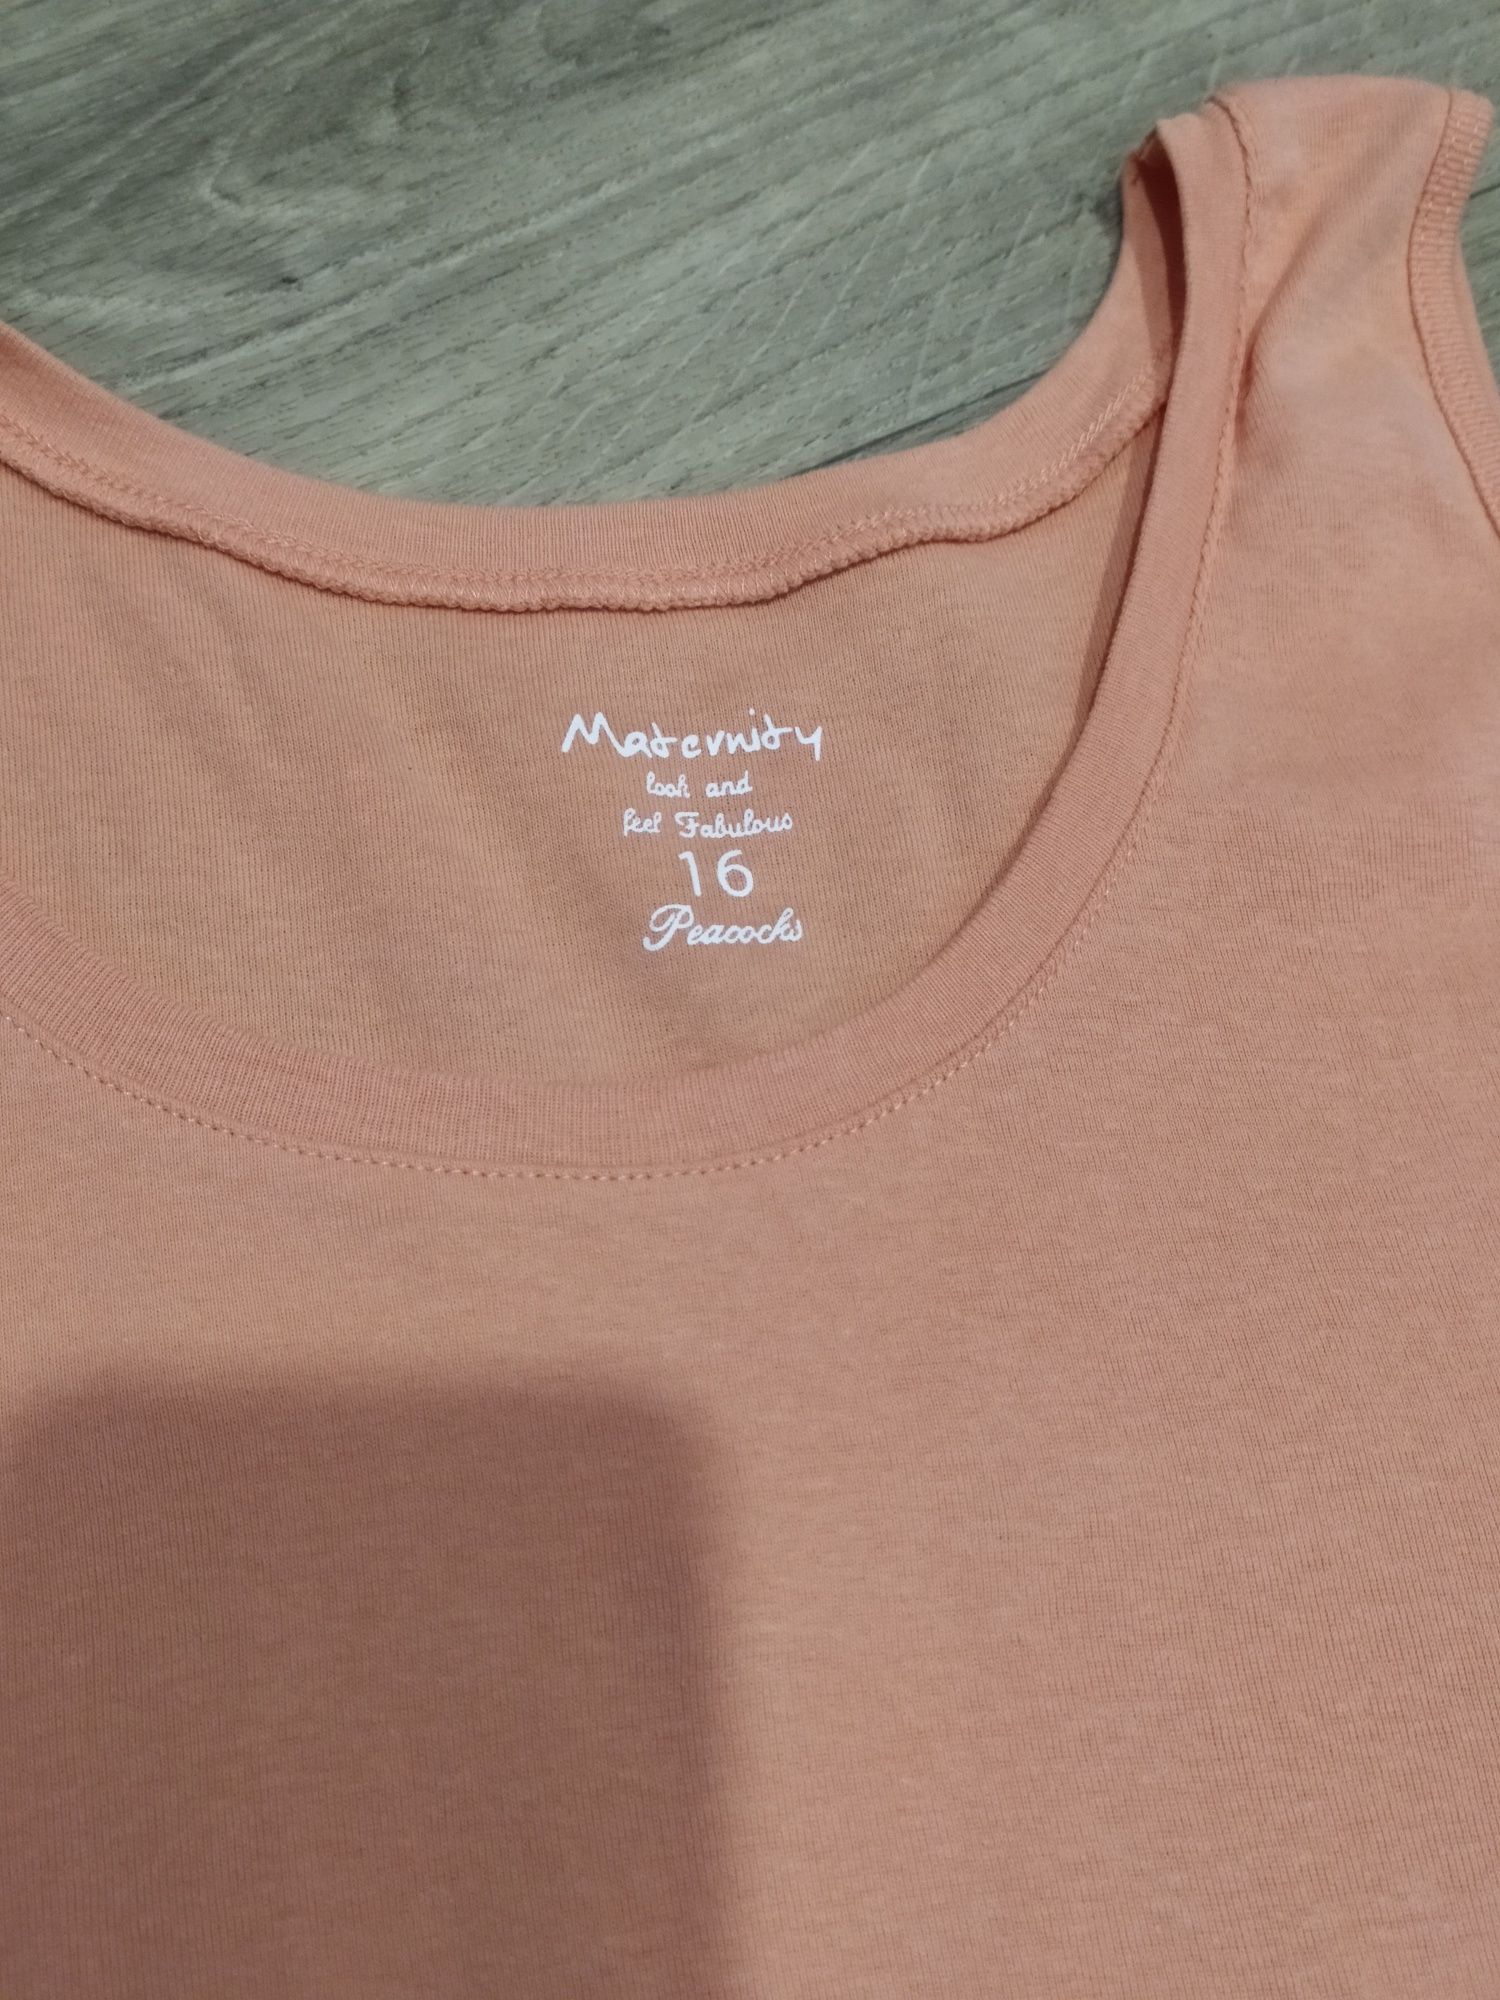 Maternity
look and
feel Fabulous
16
Peacocks